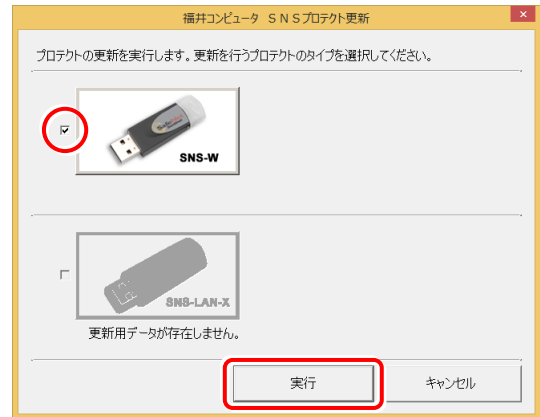 福井コンピュータ SNSプロテクト更新
プロテクトの更新を実行します。更新を行うプロテクトのタイプを選択してください。
SNS-W
SNS-LAN-X
更新用データが存在しません。
実行
キャンセル